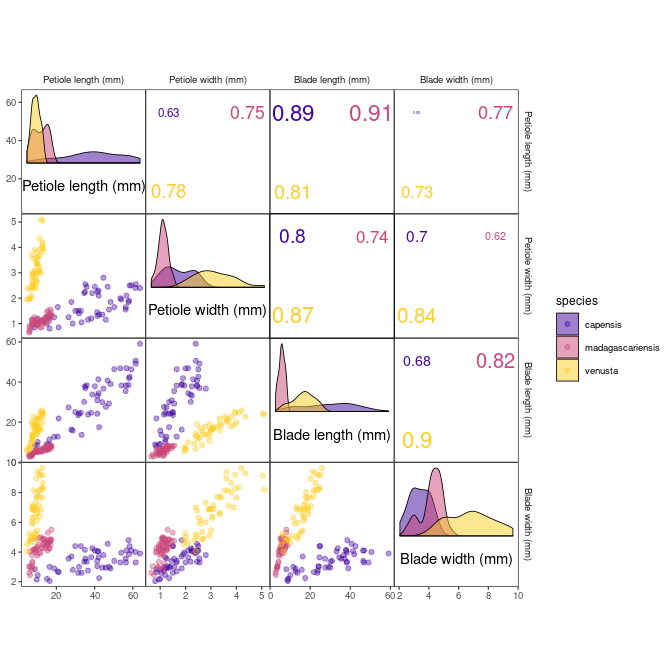 Petiole length (mm) Petiole width (mm) Blade length (mm) Blade width (mm)
60 40 20
Petiole length (mm)
0.63 0.75
0.78
0.89 0.91
0.81
0.77
0.73
Petiole length (mm)
5 4 3 2 1
Petiole width (mm)
0.8 0.74
0.87
0.7 0.62
0.84
Petiole width (mm)
60 40 20
Blade length (mm)
0.68 0.82
0.9
Blade length (mm)
10 8 6 4 2
Blade width (mm)
Blade width (mm)
20 40 60 1 2 3 4 5 0 20 40 60 2 4 6 8 10
species
capensis
madagascariensis
venusta